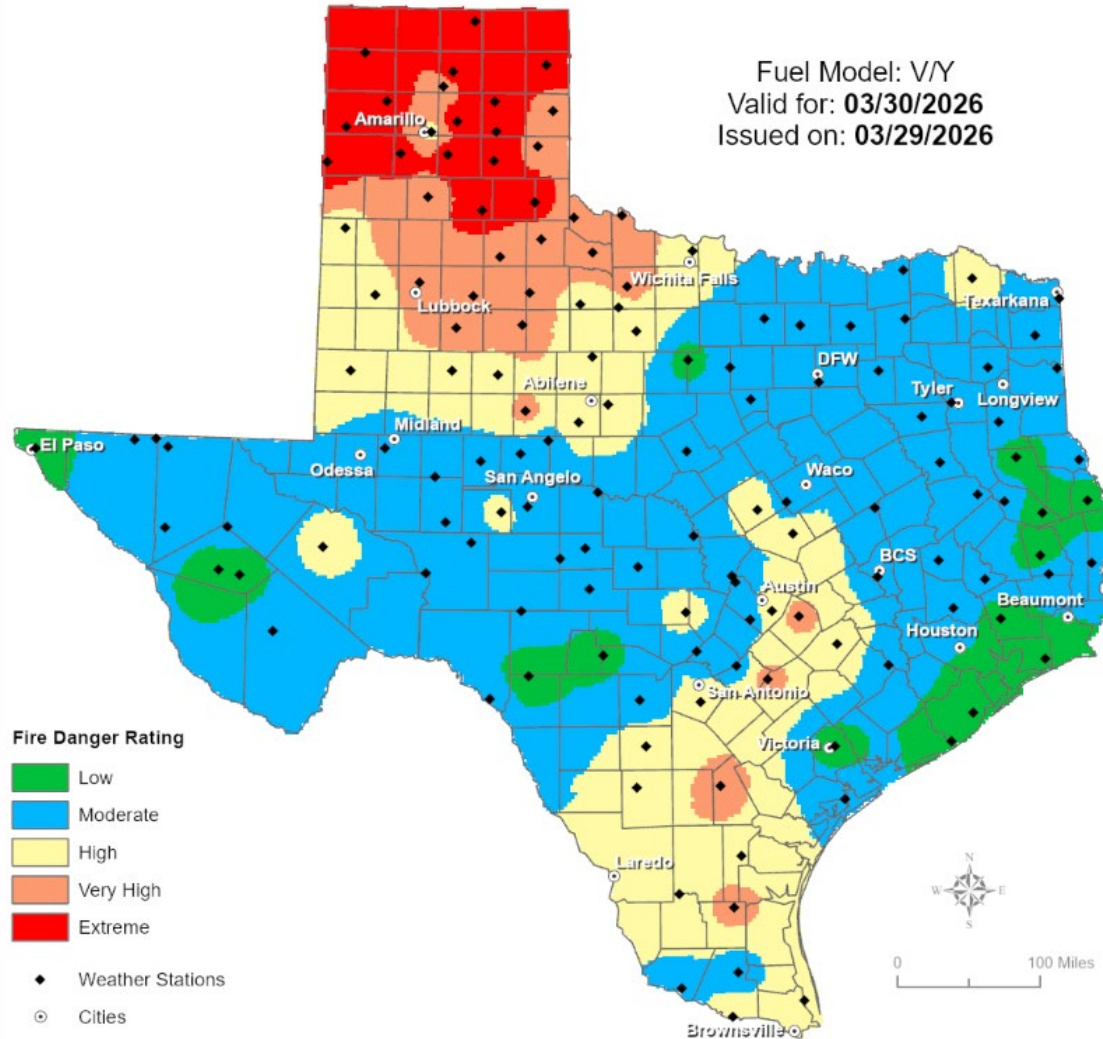 Fuel Model: V/Y
Valid for: 03/30/2026
Issued on: 03/29/2026
Amarillo
Lubbock
Wichita Falls
Texarkana
DFW
Abilene
Tyler
Longview
Midland
El Paso
Odessa
San Angelo
Waco
BCS
Austin
Beaumont
Houston
San Antonio
Victoria
Laredo
Brownsville
Fire Danger Rating
Low
Moderate
High
Very High
Extreme
Weather Stations
Cities
N
W E
S
0 100 Miles